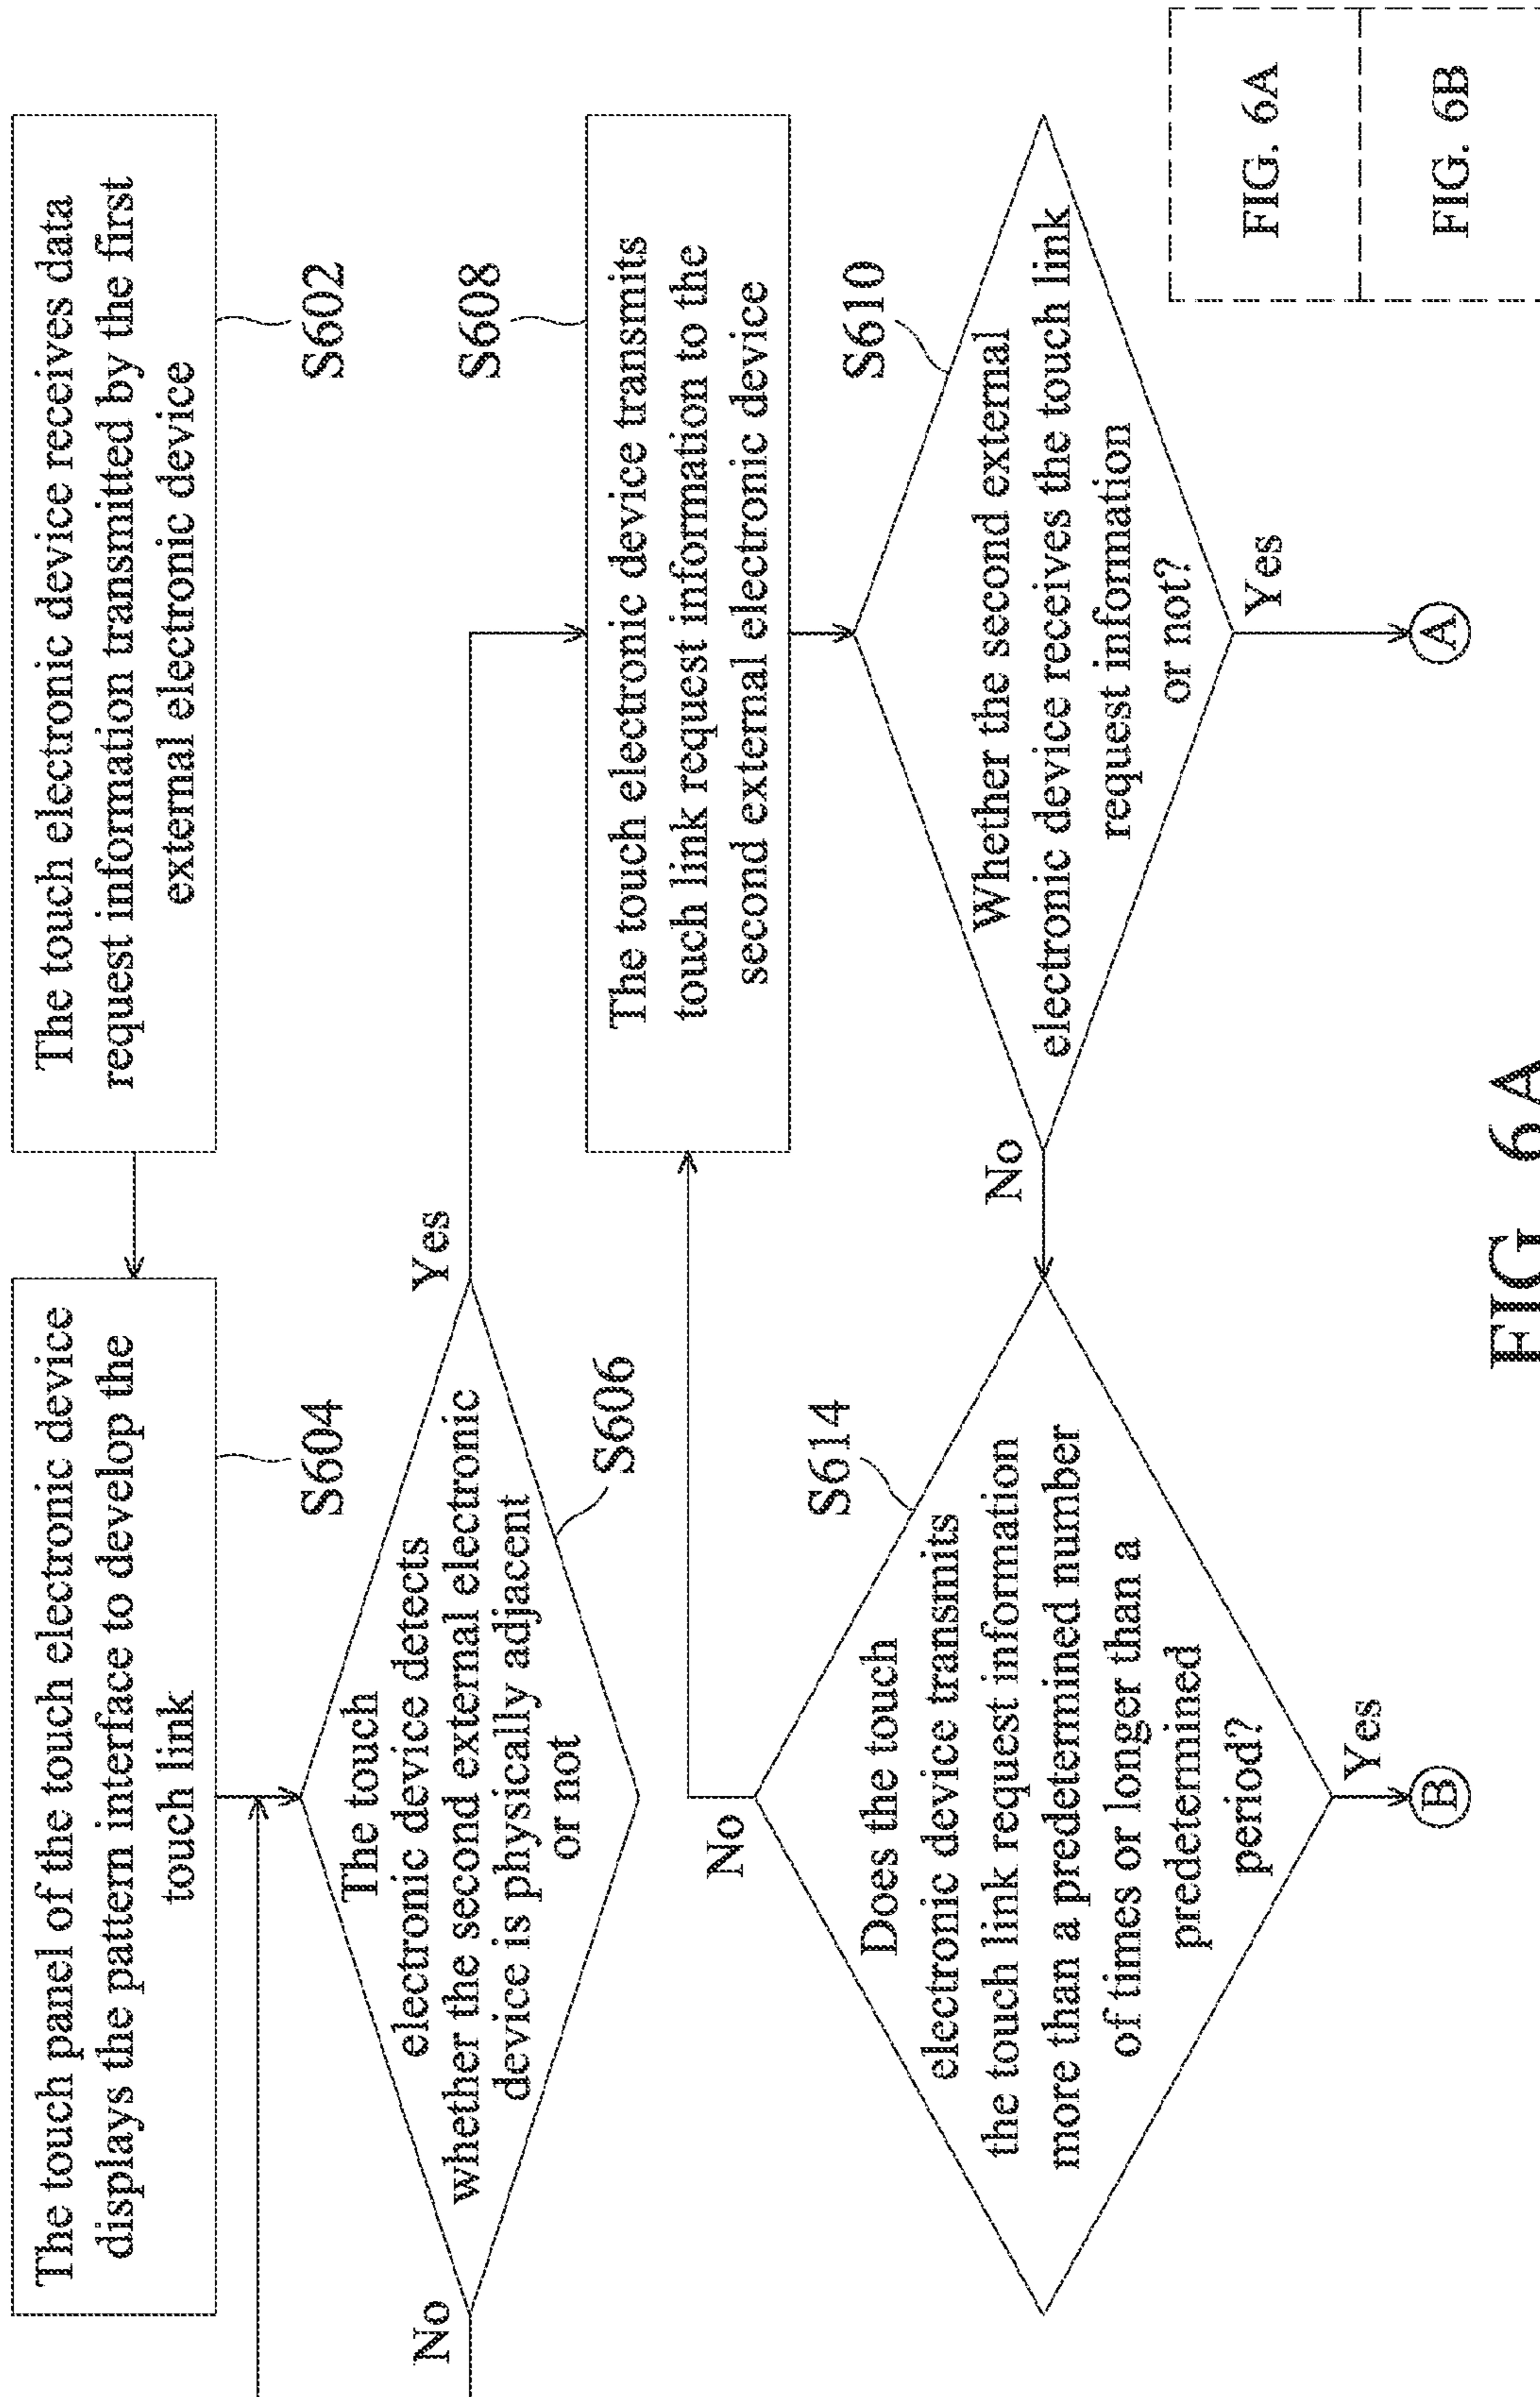 The touch electronic device receives data
request information transmitted by the first
external electronic device
S602
The touch panel of the touch electronic device
displays the pattern interface to develop the
touch link
S604
The touch
electronic device detects
whether the second external electronic
device is physically adjacent
or not
S606
No
Yes
S608
The touch electronic device transmits
touch link request information to the
second external electronic device
S610
Whether the second external
electronic device receives the touch link
request information
or not?
No
Yes
A
S614
Does the touch
electronic device transmits
the touch link request information
more than a predetermined number
of times or longer than a
predetermined
period?
No
Yes
B
FIG. 6A
FIG. 6B
FIG 6A